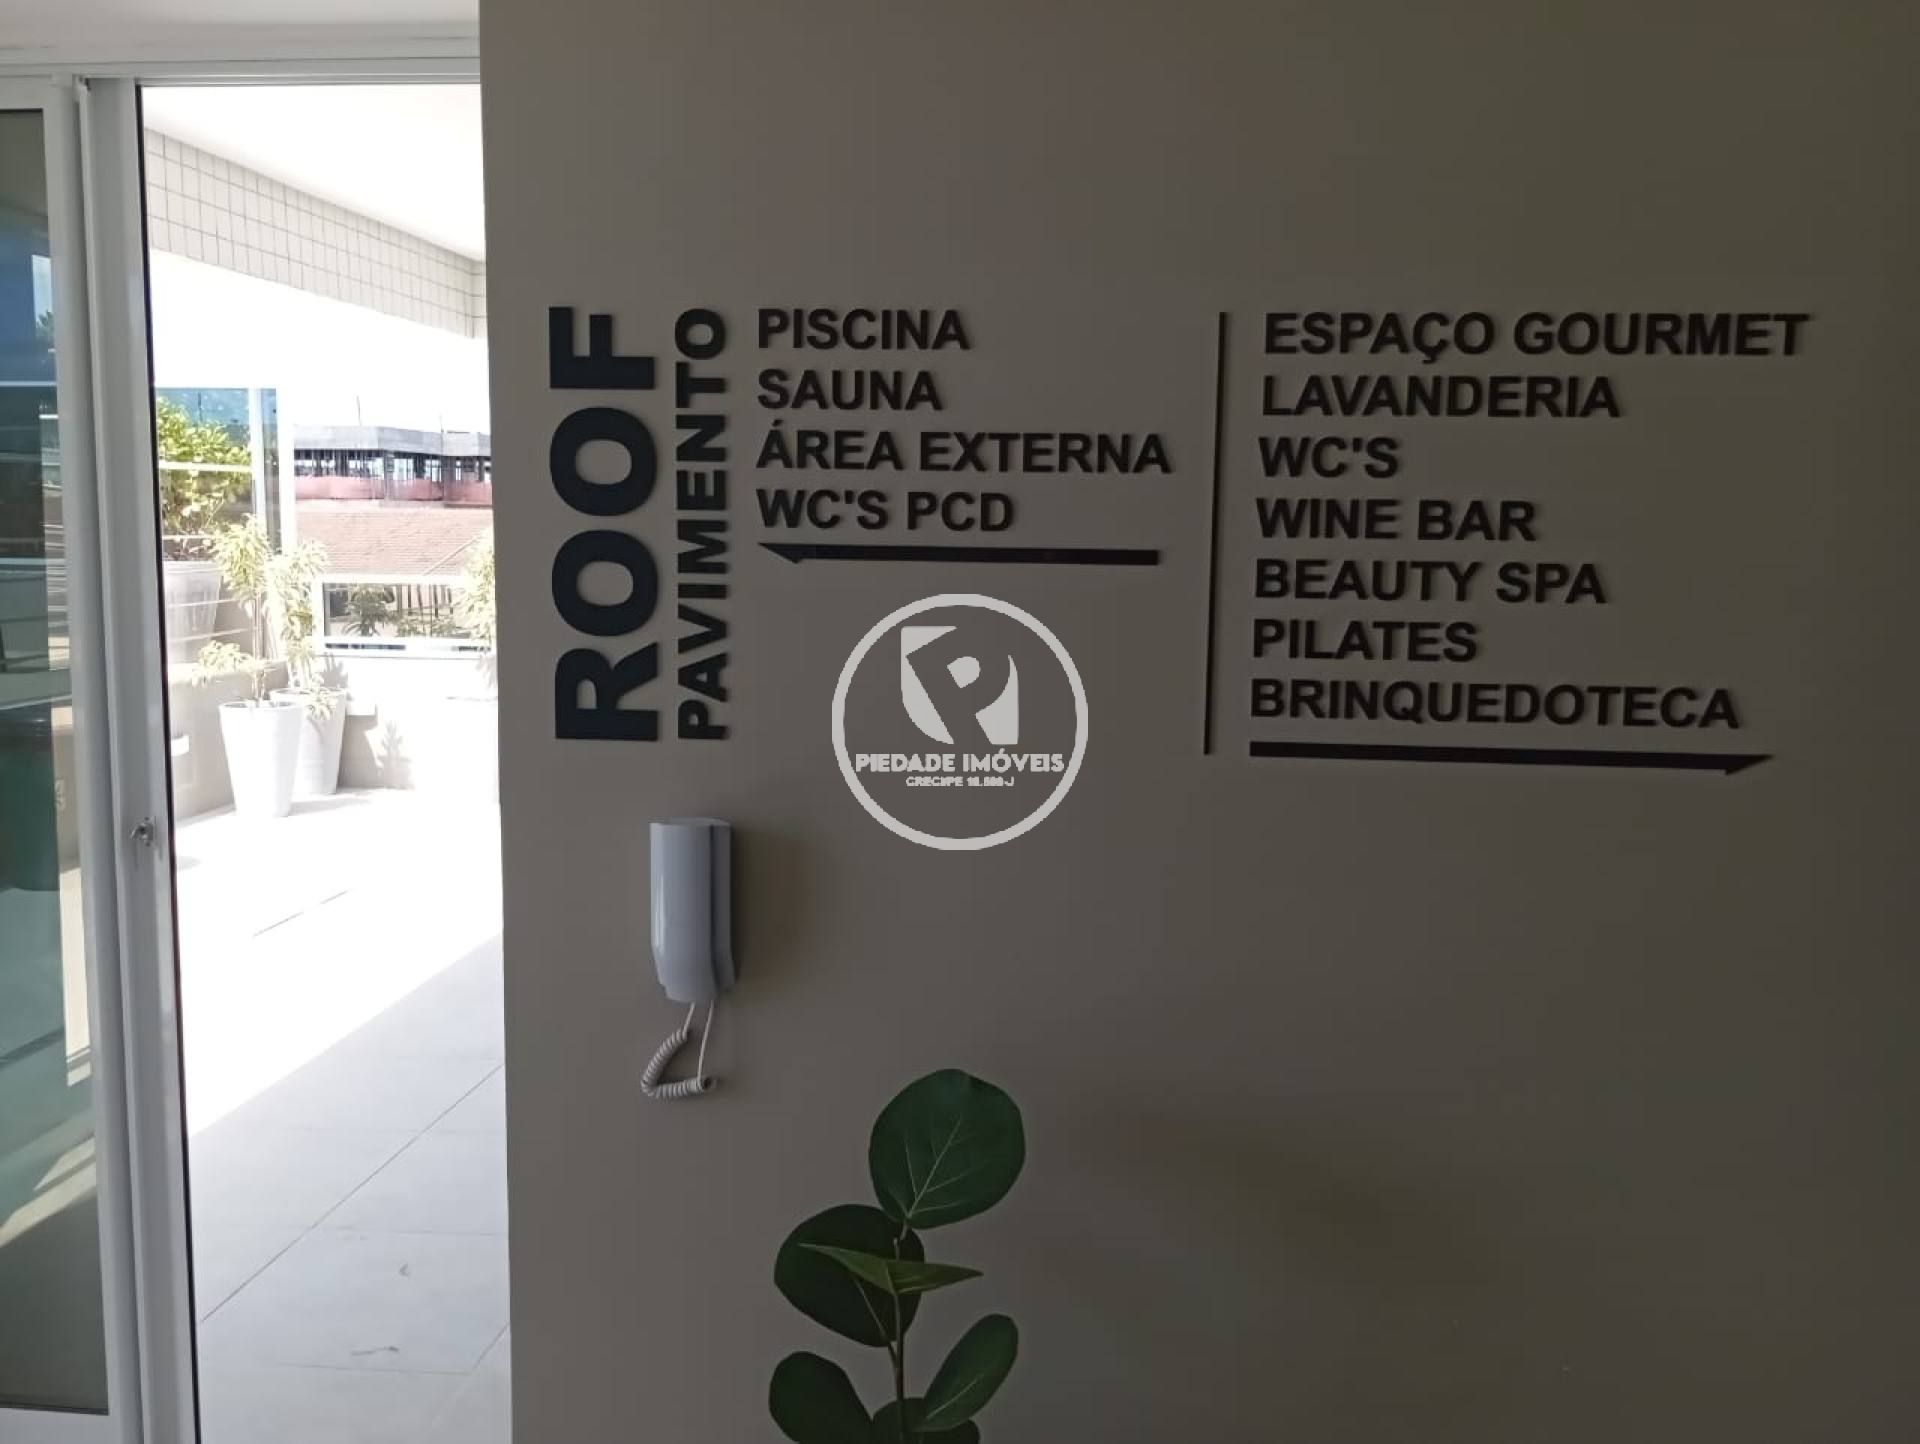 ROOF
PAVIMENTO
PISCINA
SAUNA
ÁREA EXTERNA
WC'S PCD
ESPAÇO GOURMET
LAVANDERIA
WC'S
WINE BAR
BEAUTY SPA
PILATES
BRINQUEDOTECA
PIEDADE IMÓVEIS